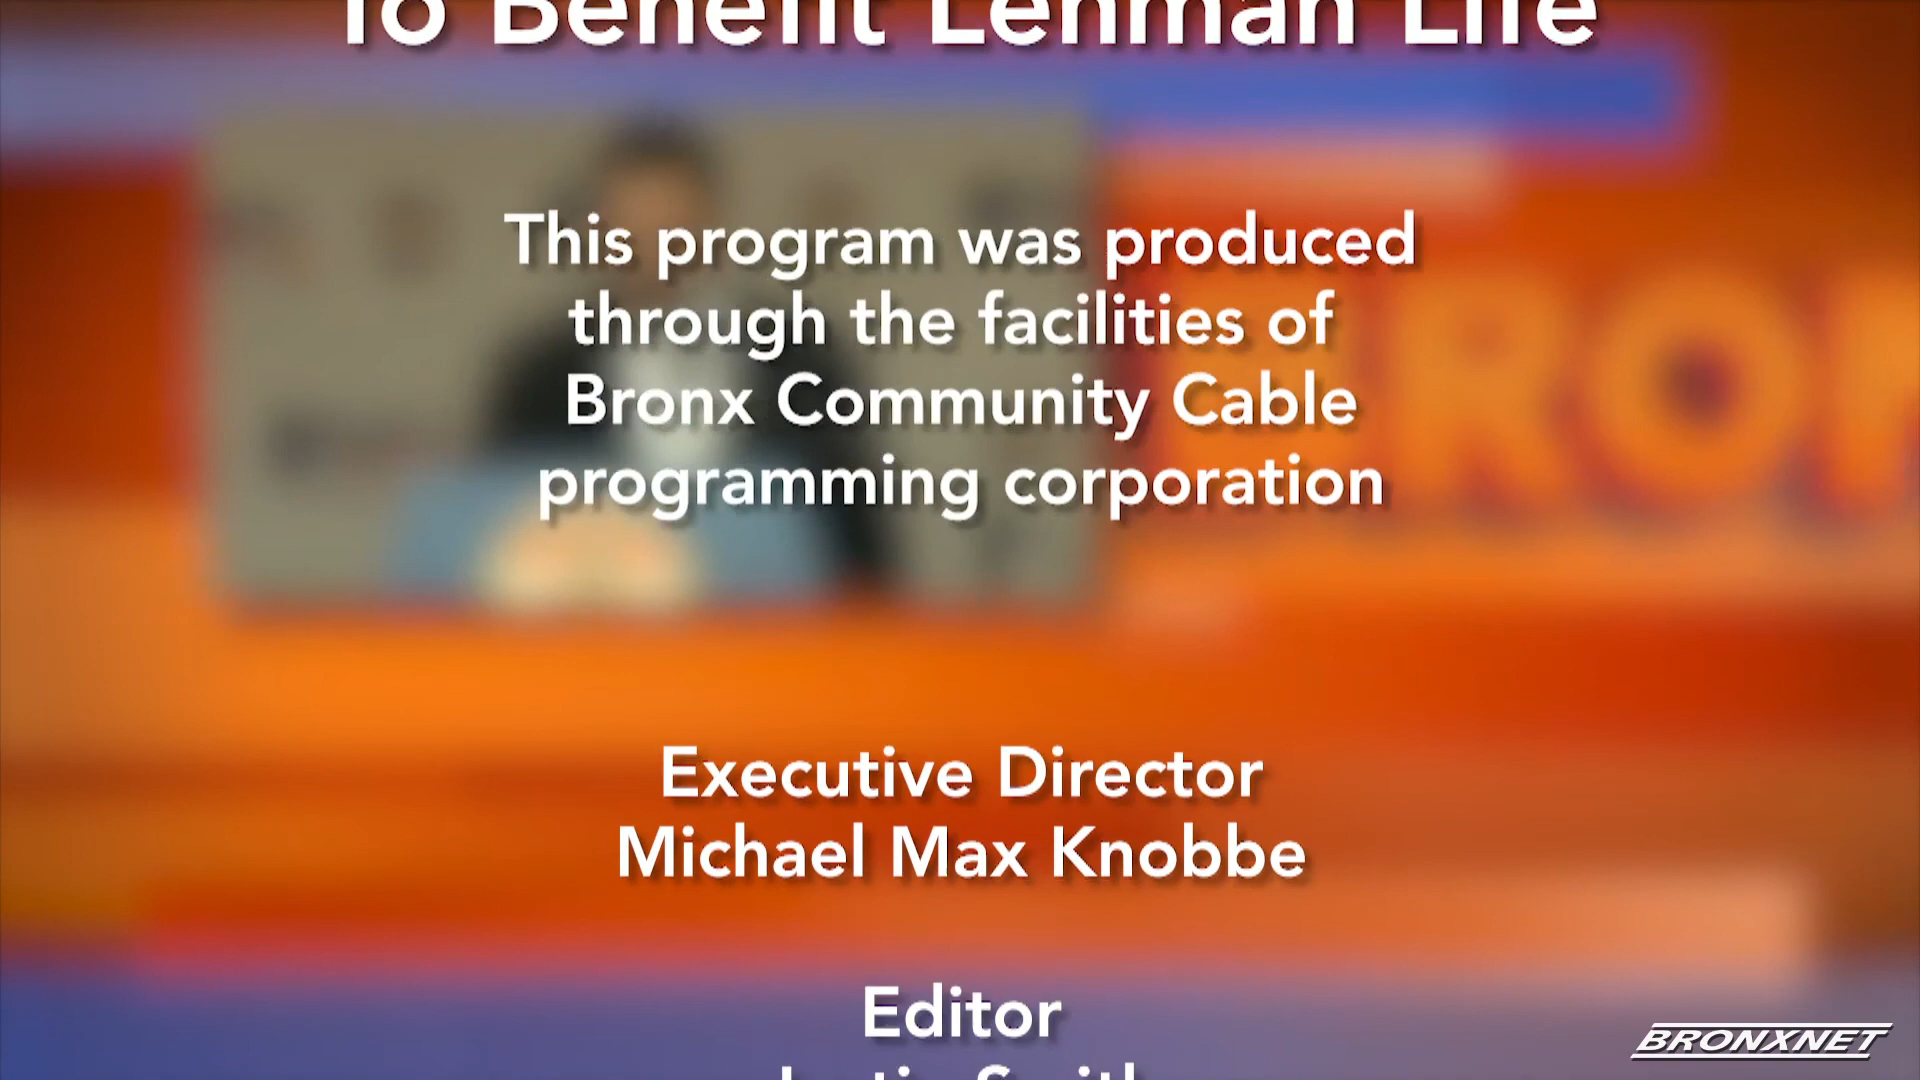 To Benefit Lehman Life
This program was produced
through the facilities of
Bronx Community Cable
programming corporation
Executive Director
Michael Max Knobbe
Editor
Smith
BRONXNET